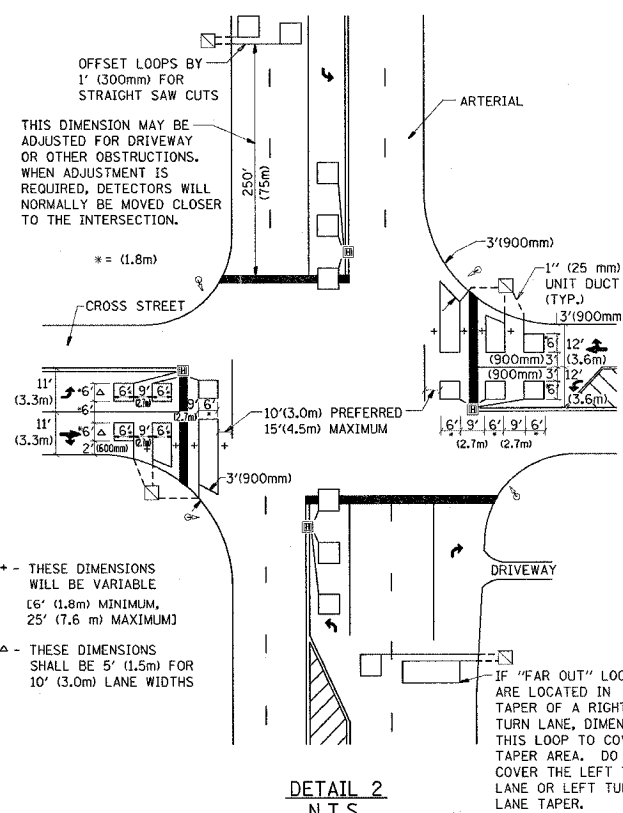 OFFSET LOOPS BY
1' (300mm) FOR
STRAIGHT SAW CUTS
ARTERIAL
THIS DIMENSION MAY BE
ADJUSTED FOR DRIVEWAY
OR OTHER OBSTRUCTIONS.
WHEN ADJUSTMENT IS
REQUIRED, DETECTORS WILL
NORMALLY BE MOVED CLOSER
TO THE INTERSECTION.
250'
(75m)
* = (1.8m)
3'(900mm)
1" (25 mm)
UNIT DUCT
(TYP.)
CROSS STREET
3'(900mm
*6'
12'
(3.6m)
(900mm) 3'
(900mm) 3'
12'
*6'
(3.6m)
H
H
H
H
11'
(3.3m)
*6' △ 6' 9' 6'
(2.7m)
*6'
(2.7m)
9' 6'
11'
(3.3m)
*6' △ 6' 9' 6'
(2.7m)
2' (600mm)
10'(3.0m) PREFERRED
15'(4.5m) MAXIMUM
6' 9' 6' 9' 6'
(2.7m) (2.7m)
3'(900mm)
+ - THESE DIMENSIONS
WILL BE VARIABLE
[6' (1.8m) MINIMUM,
25' (7.6 m) MAXIMUM]
DRIVEWAY
△ - THESE DIMENSIONS
SHALL BE 5' (1.5m) FOR
10' (3.0m) LANE WIDTHS
IF "FAR OUT" LOO
ARE LOCATED IN
TAPER OF A RIGHT
TURN LANE, DIMEN
THIS LOOP TO COV
TAPER AREA. DO
COVER THE LEFT T
LANE OR LEFT TU
LANE TAPER.
DETAIL 2
N.T.S.